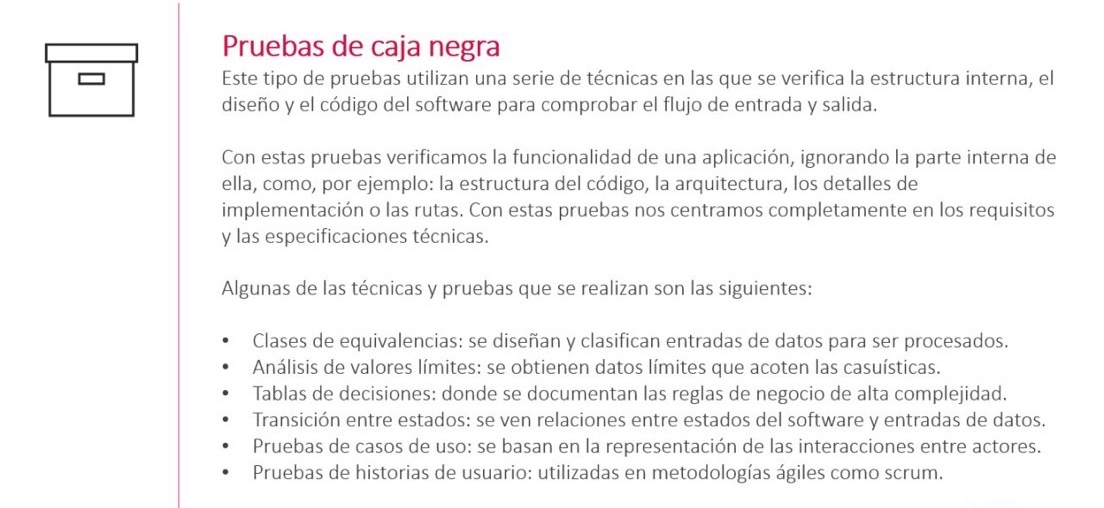 Pruebas de caja negra
Este tipo de pruebas utilizan una serie de técnicas en las que se verifica la estructura interna, el
diseño y el código del software para comprobar el flujo de entrada y salida.
Con estas pruebas verificamos la funcionalidad de una aplicación, ignorando la parte interna de
ella, como, por ejemplo: la estructura del código, la arquitectura, los detalles de
implementación o las rutas. Con estas pruebas nos centramos completamente en los requisitos
y las especificaciones técnicas.
Algunas de las técnicas y pruebas que se realizan son las siguientes:
• Clases de equivalencias: se diseñan y clasifican entradas de datos para ser procesados.
• Análisis de valores límites: se obtienen datos límites que acoten las casuísticas.
• Tablas de decisiones: donde se documentan las reglas de negocio de alta complejidad.
• Transición entre estados: se ven relaciones entre estados del software y entradas de datos.
• Pruebas de casos de uso: se basan en la representación de las interacciones entre actores.
• Pruebas de historias de usuario: utilizadas en metodologías ágiles como scrum.